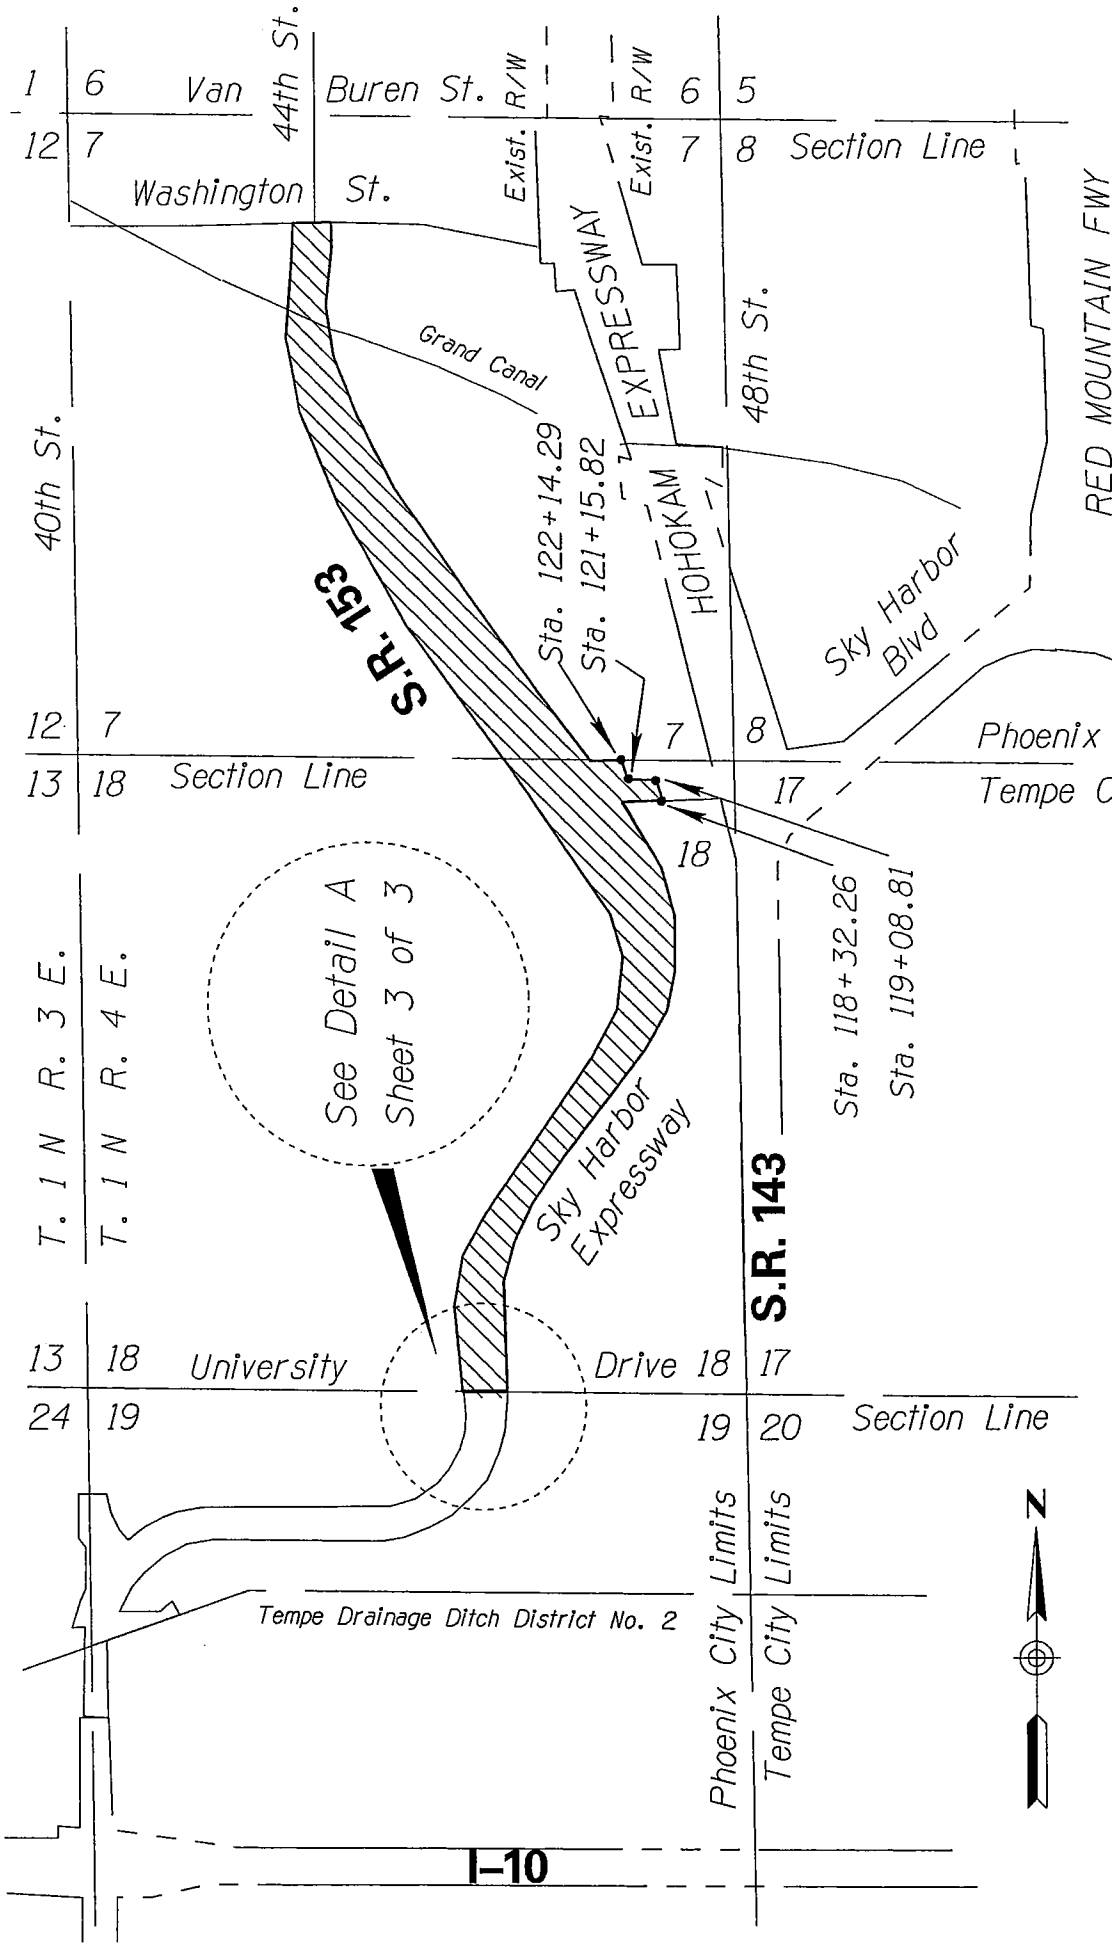 44th St.
Exist. R/W
Exist. R/W
1 6
Van Buren St.
6 5
12 7
7 8
Section Line
Washington St.
RED MOUNTAIN FWY
EXPRESSWAY
Grand Canal
48th St.
40th St.
Sta. 122+14.29
Sta. 121+15.82
HOHOKAM
S.R. 153
Sky Harbor
Blvd
12 7
7 8
Phoenix
13 18
Section Line
17
Tempe C
18
See Detail A
Sheet 3 of 3
Sta. 118+32.26
Sta. 119+08.81
T. 1 N R. 3 E.
T. 1 N R. 4 E.
Sky Harbor
Expressway
S.R. 143
13 18
University Drive
18 17
24 19
19 20
Section Line
N
Phoenix City Limits
Tempe City Limits
Tempe Drainage Ditch District No. 2
I-10